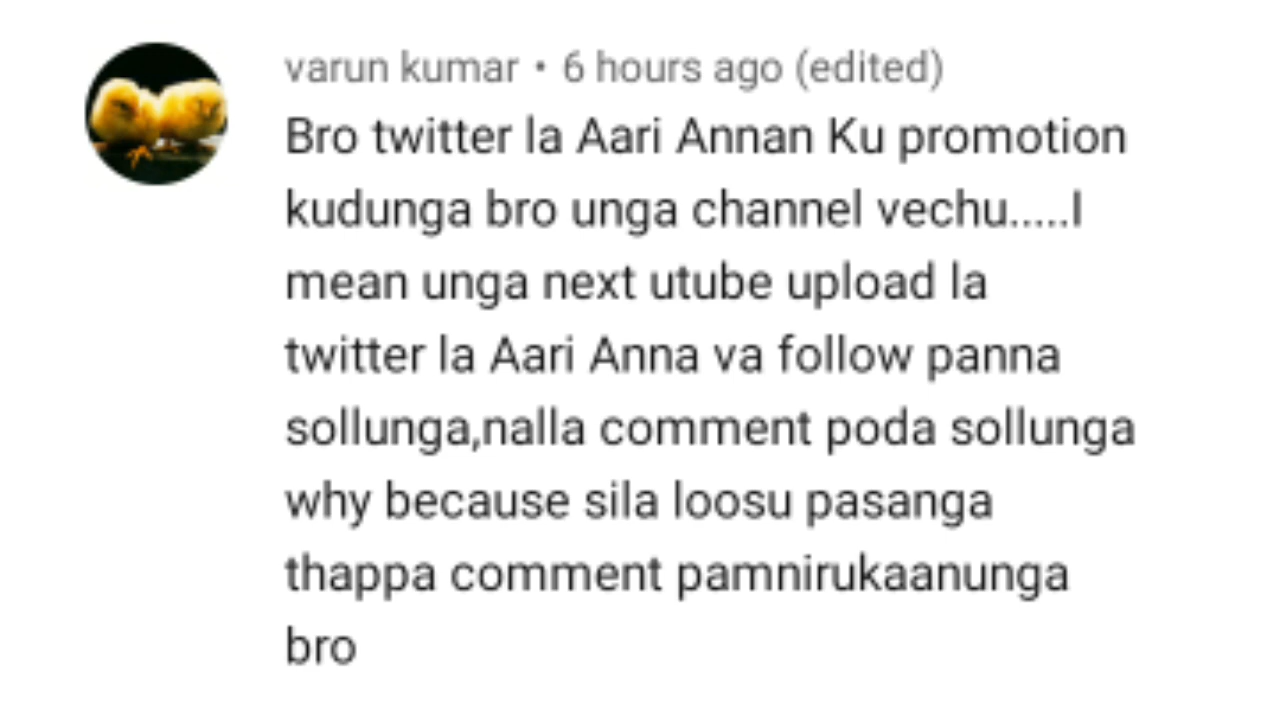 varun kumar • 6 hours ago (edited)
Bro twitter la Aari Annan Ku promotion
kudunga bro unga channel vechu.....I
mean unga next utube upload la
twitter la Aari Anna va follow panna
sollunga,nalla comment poda sollunga
why because sila loosu pasanga
thappa comment pamnirukaanunga
bro